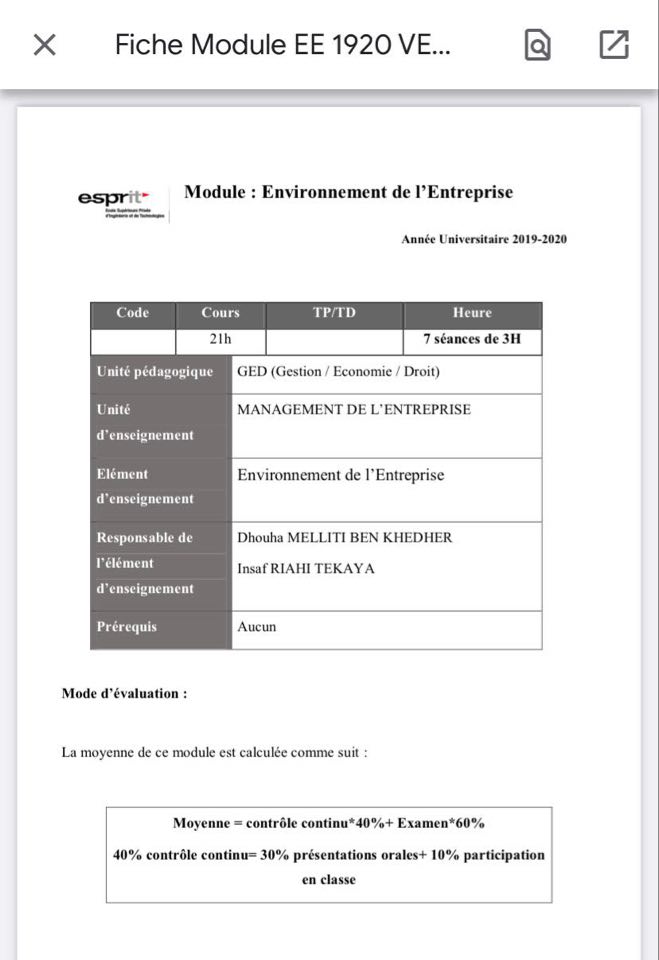 Fiche Module EE 1920 VE...
esprit
Ecole Supérieure Privée
d'Ingénierie et de Technologies
Module : Environnement de l'Entreprise
Année Universitaire 2019-2020
Code Cours TP/TD Heure
21h 7 séances de 3H
Unité pédagogique GED (Gestion / Economie / Droit)
Unité MANAGEMENT DE L'ENTREPRISE
d'enseignement
Elément Environnement de l'Entreprise
d'enseignement
Responsable de Dhouha MELLITI BEN KHEDHER
l'élément Insaf RIAHI TEKAYA
d'enseignement
Prérequis Aucun
Mode d'évaluation :
La moyenne de ce module est calculée comme suit :
Moyenne = contrôle continu*40%+ Examen*60%
40% contrôle continu= 30% présentations orales+ 10% participation
en classe